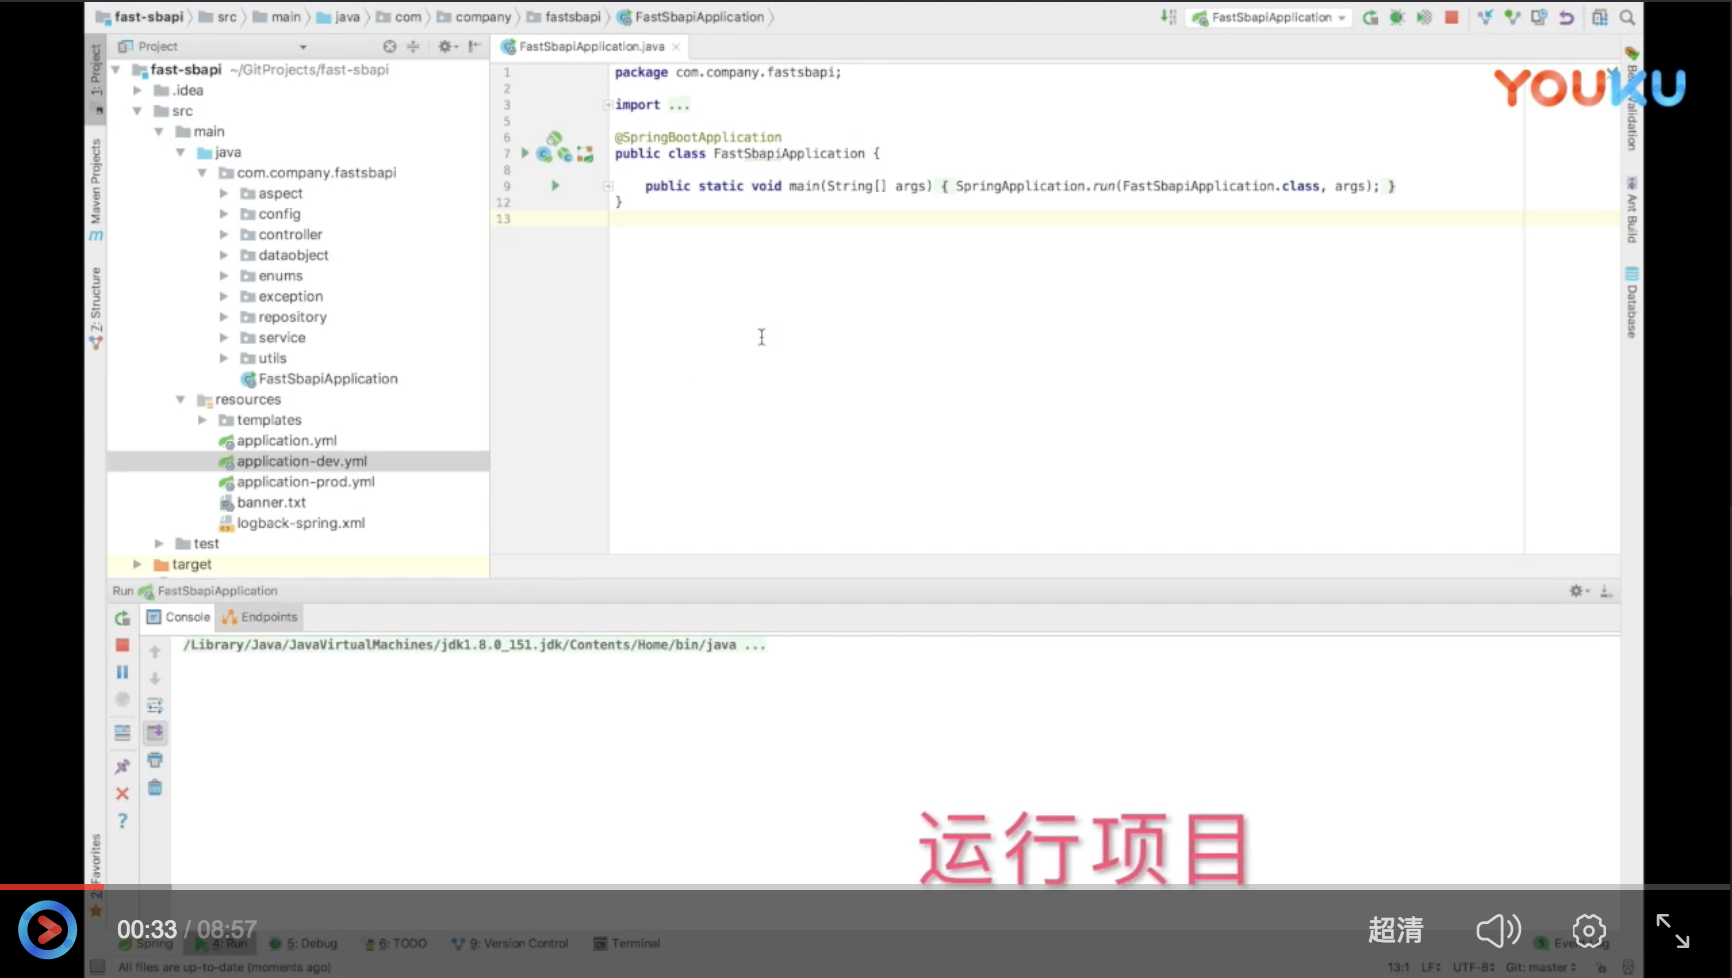 fast-sbapi src main java com company fastsbapi FastSbapiApplication
FastSbapiApplication
Project
FastSbapiApplication.java
1: Project
Maven Projects
Z: Structure
2: Favorites
fast-sbapi ~/GitProjects/fast-sbapi
.idea
src
main
java
com.company.fastsbapi
aspect
config
controller
dataobject
enums
exception
repository
service
utils
FastSbapiApplication
resources
templates
application.yml
application-dev.yml
application-prod.yml
banner.txt
logback-spring.xml
test
target
1 package com.company.fastsbapi;
2
3 import ...
5
6 @SpringBootApplication
7 public class FastSbapiApplication {
8
9 public static void main(String[] args) { SpringApplication.run(FastSbapiApplication.class, args); }
12 }
13
YOUKU
Validation
Ant Build
Database
Run FastSbapiApplication
Console Endpoints
/Library/Java/JavaVirtualMachines/jdk1.8.0_151.jdk/Contents/Home/bin/java ...
运行项目
00:33 / 08:57
超清
Spring 4: Run 5: Debug 6: TODO 9: Version Control Terminal
All files are up-to-date (moments ago)
13:1 LF UTF-8 Git: master